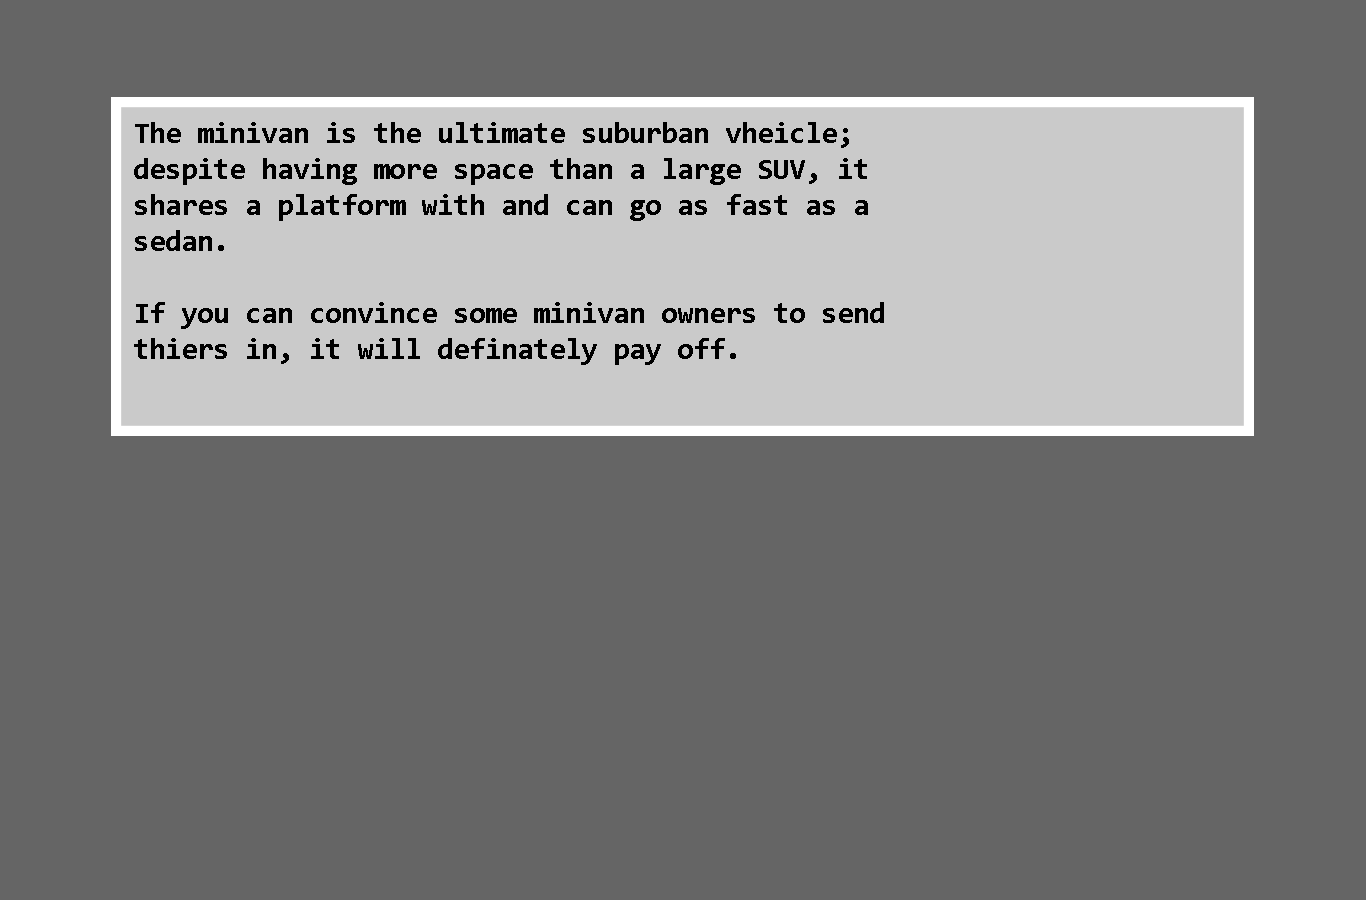 The minivan is the ultimate suburban vheicle;
despite having more space than a large SUV, it
shares a platform with and can go as fast as a
sedan.
If you can convince some minivan owners to send
thiers in, it will definately pay off.